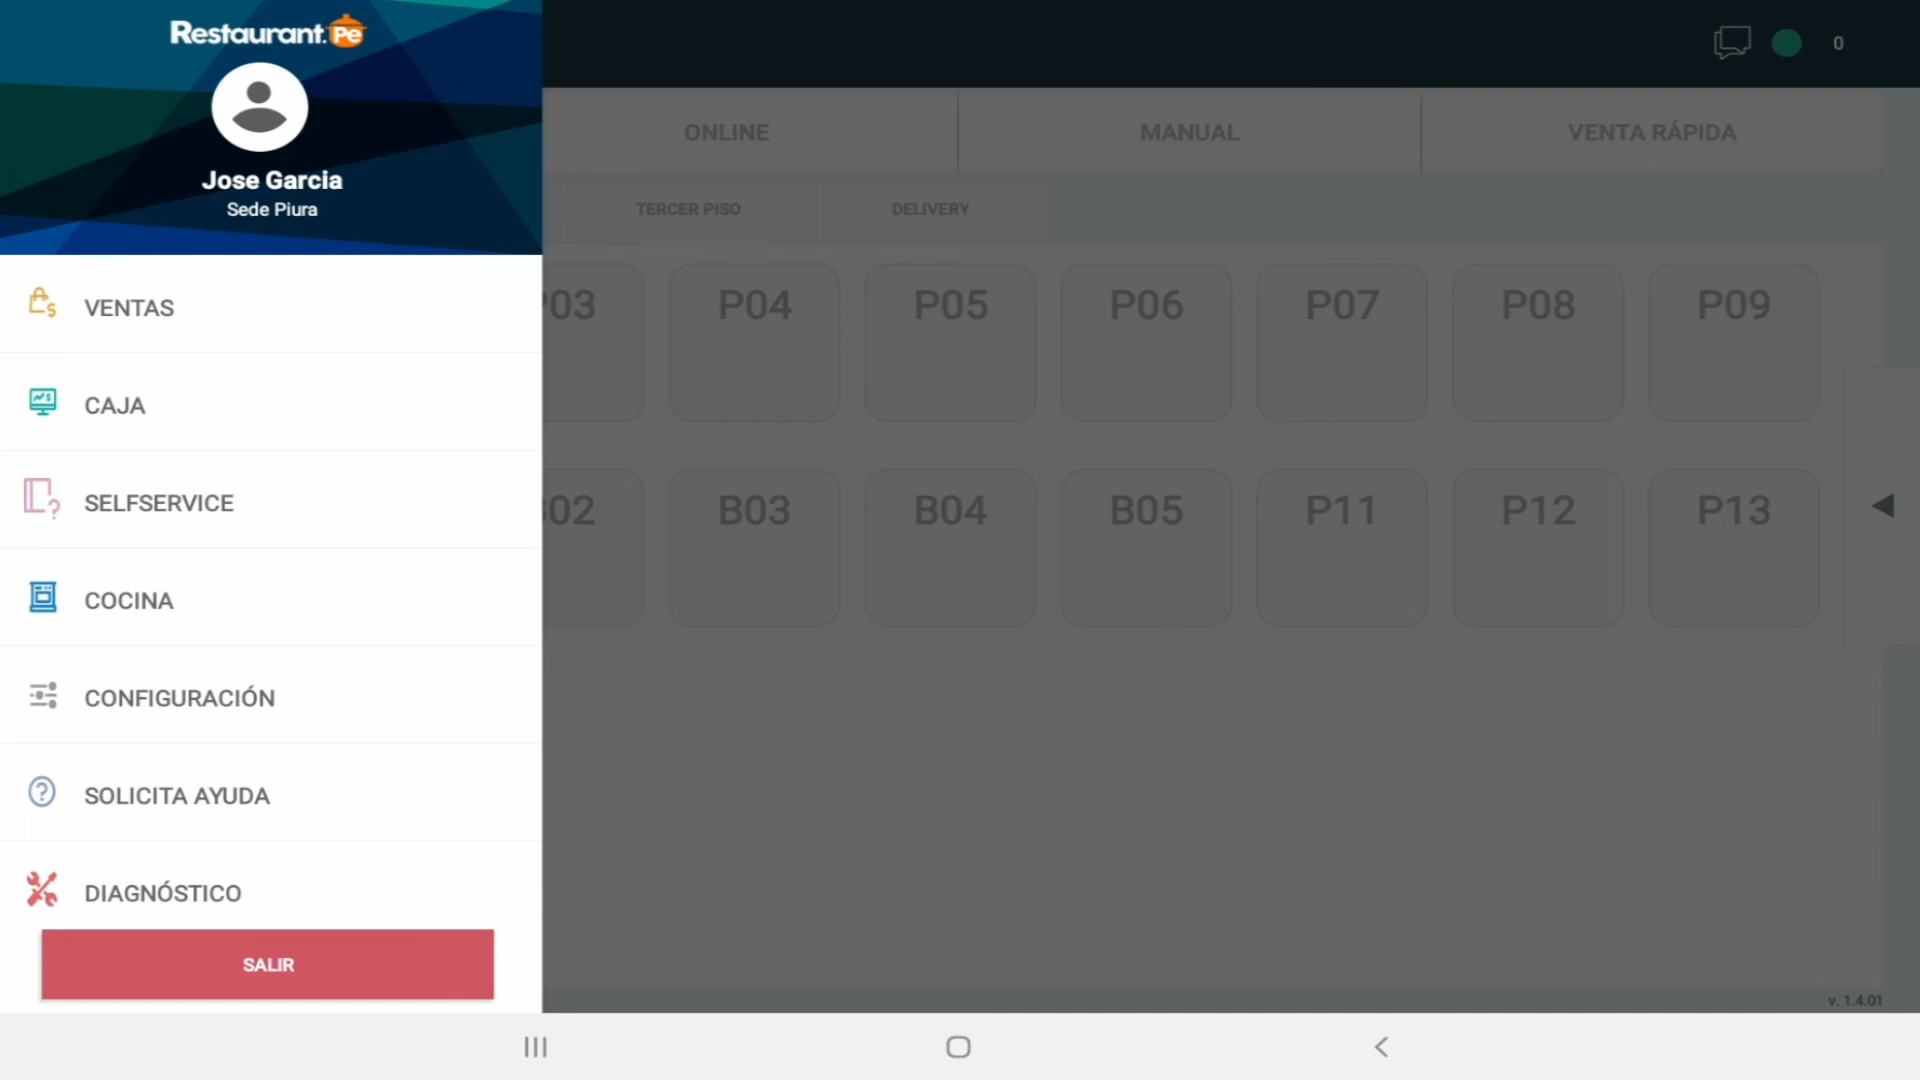 Restaurant.Pe
Jose Garcia
Sede Piura
VENTAS
CAJA
SELFSERVICE
COCINA
CONFIGURACIÓN
SOLICITA AYUDA
DIAGNÓSTICO
SALIR
0
ONLINE
MANUAL
VENTA RÁPIDA
TERCER PISO
DELIVERY
P03
P04
P05
P06
P07
P08
P09
B02
B03
B04
B05
P11
P12
P13
v. 1.4.01